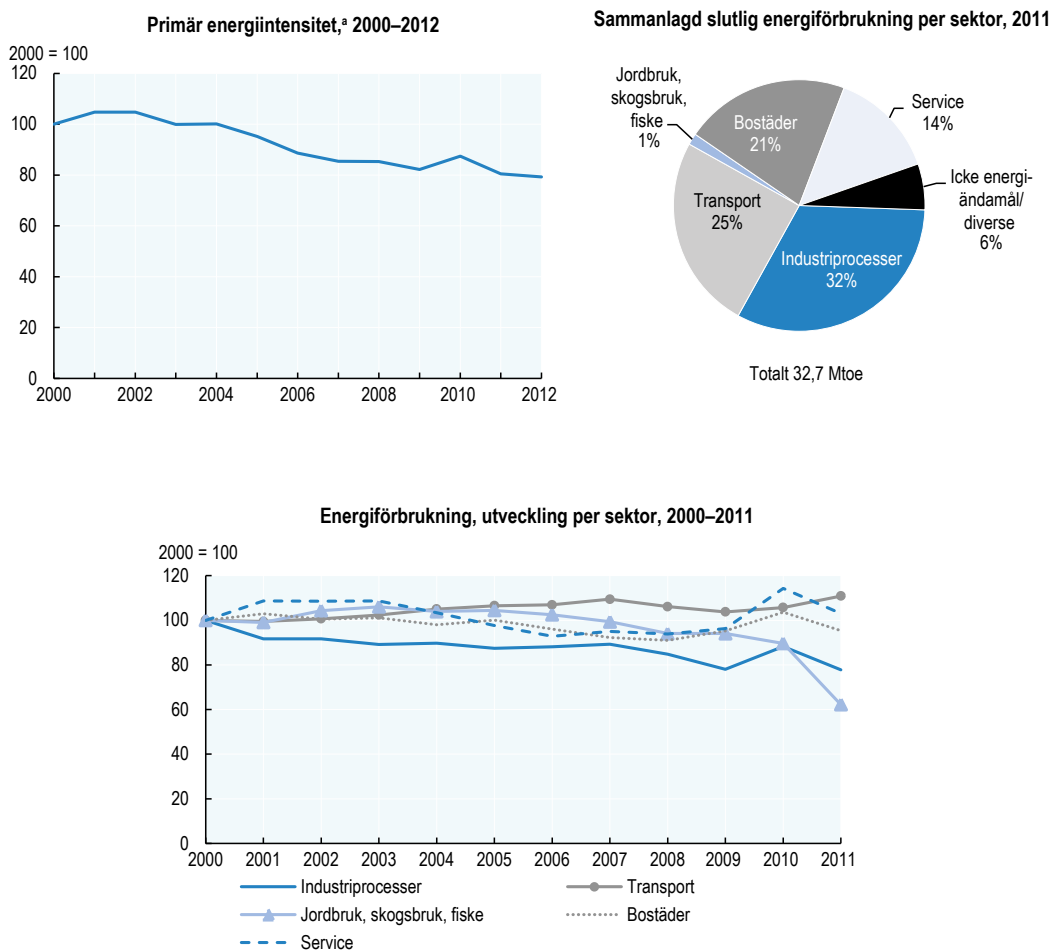 Primär energiintensitet,ᵃ 2000–2012
2000 = 100
120
100
80
60
40
20
0
2000 2002 2004 2006 2008 2010 2012
Sammanlagd slutlig energiförbrukning per sektor, 2011
Jordbruk,
skogsbruk,
fiske
1%
Bostäder
21%
Service
14%
Icke energi-
ändamål/
diverse
6%
Transport
25%
Industriprocesser
32%
Totalt 32,7 Mtoe
Energiförbrukning, utveckling per sektor, 2000–2011
2000 = 100
120
100
80
60
40
20
0
2000 2001 2002 2003 2004 2005 2006 2007 2008 2009 2010 2011
Industriprocesser Transport
Jordbruk, skogsbruk, fiske Bostäder
Service